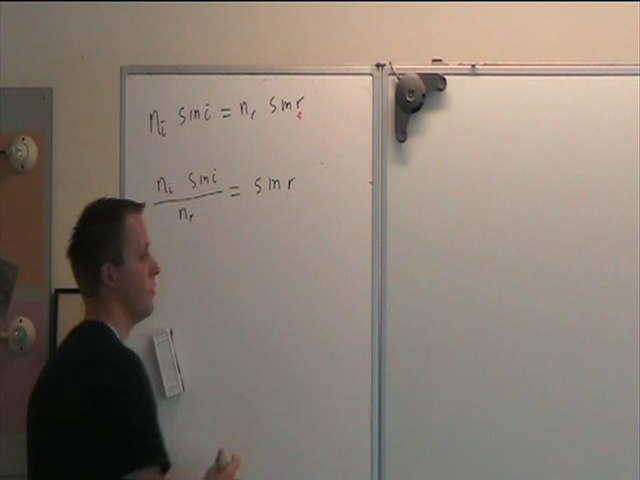 nᵢ sin i = nᵣ sin r
nᵢ sin i / nᵣ = sin r